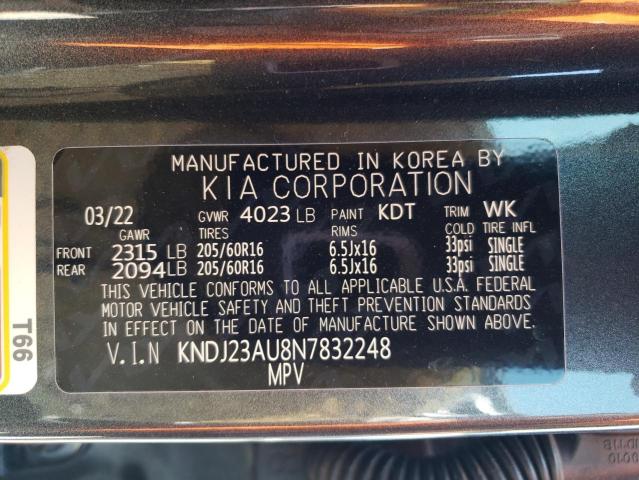 MANUFACTURED IN KOREA BY
KIA CORPORATION
03/22 GVWR 4023 LB PAINT KDT TRIM WK
GAWR TIRES RIMS COLD TIRE INFL
FRONT 2315 LB 205/60R16 6.5Jx16 33psi SINGLE
REAR 2094 LB 205/60R16 6.5Jx16 33psi SINGLE
THIS VEHICLE CONFORMS TO ALL APPLICABLE U.S.A. FEDERAL
MOTOR VEHICLE SAFETY AND THEFT PREVENTION STANDARDS
IN EFFECT ON THE DATE OF MANUFACTURE SHOWN ABOVE.
V.I.N KNDJ23AU8N7832248
MPV
T66